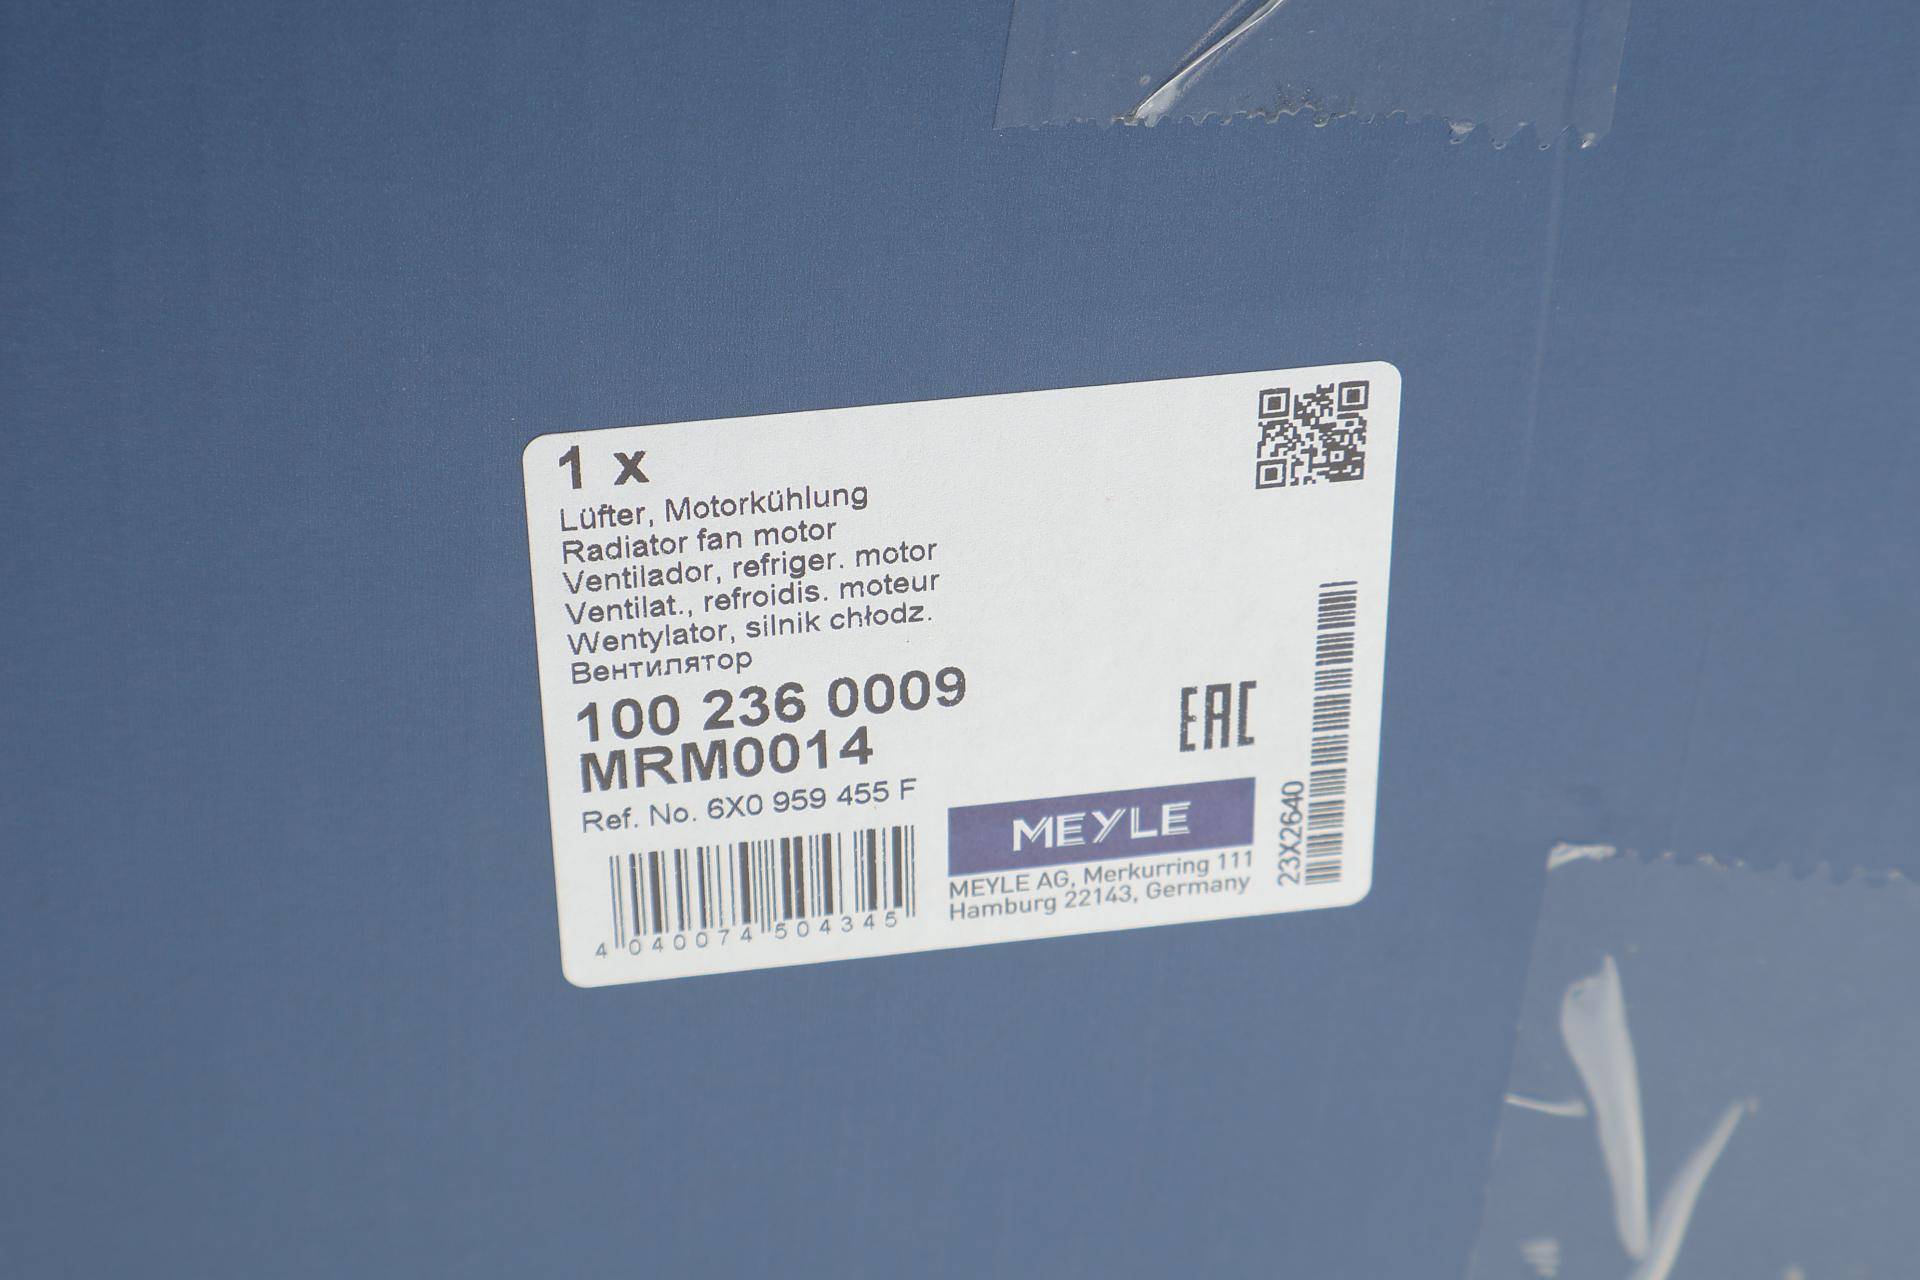 1 x
Lüfter, Motorkühlung
Radiator fan motor
Ventilador, refriger. motor
Ventilat., refroidis. moteur
Wentylator, silnik chłodz.
Вентилятор
100 236 0009
MRM0014
Ref. No. 6X0 959 455 F
4 040074 504345
EAC
MEYLE
MEYLE AG, Merkurring 111
Hamburg 22143, Germany
23X2640